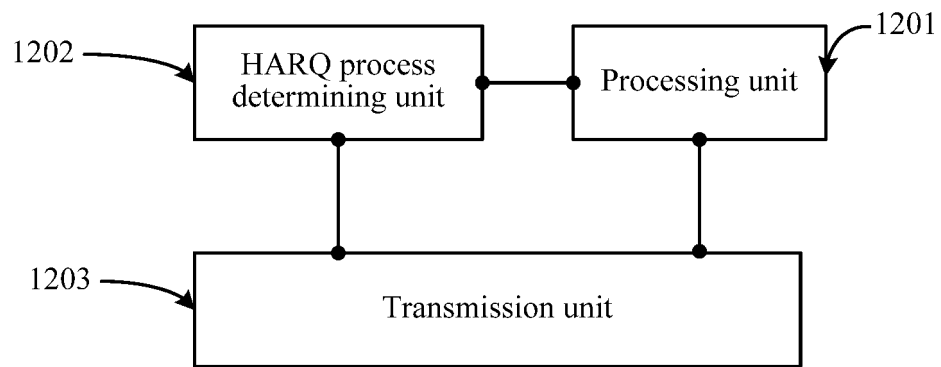 1201
1202
HARQ process
determining unit
Processing unit
1203
Transmission unit